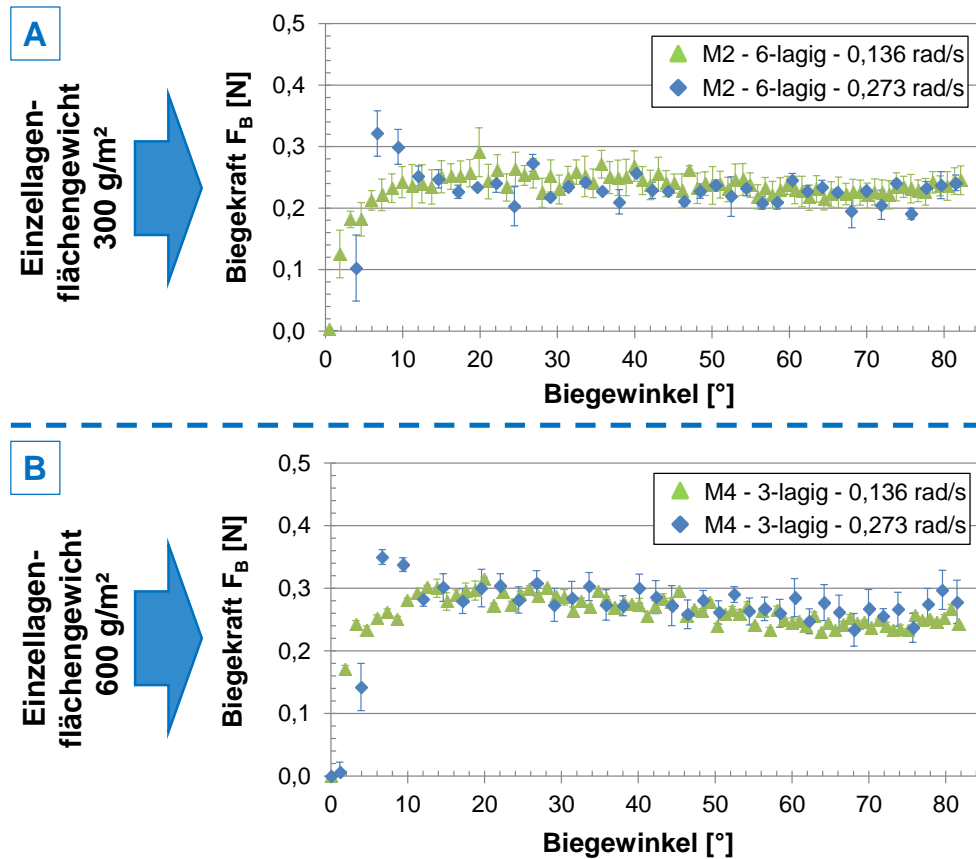 A
Einzellagen-
flächengewicht
300 g/m²
Biegekraft F_B [N]
0,5
0,4
0,3
0,2
0,1
0,0
M2 - 6-lagig - 0,136 rad/s
M2 - 6-lagig - 0,273 rad/s
0 10 20 30 40 50 60 70 80
Biegewinkel [°]
B
Einzellagen-
flächengewicht
600 g/m²
Biegekraft F_B [N]
0,5
0,4
0,3
0,2
0,1
0,0
M4 - 3-lagig - 0,136 rad/s
M4 - 3-lagig - 0,273 rad/s
0 10 20 30 40 50 60 70 80
Biegewinkel [°]